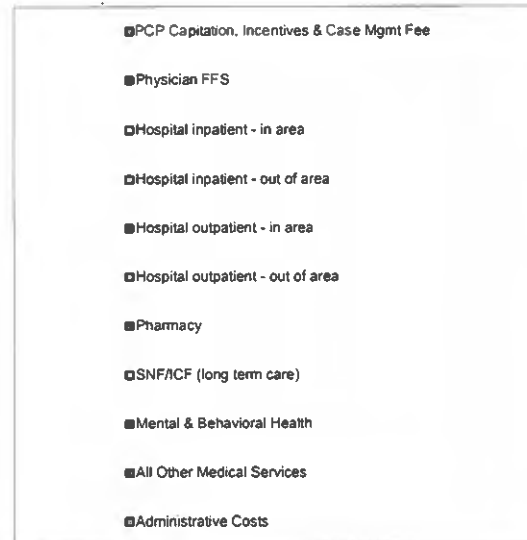 PCP Capitation, Incentives & Case Mgmt Fee
Physician FFS
Hospital inpatient - in area
Hospital inpatient - out of area
Hospital outpatient - in area
Hospital outpatient - out of area
Pharmacy
SNF/ICF (long term care)
Mental & Behavioral Health
All Other Medical Services
Administrative Costs